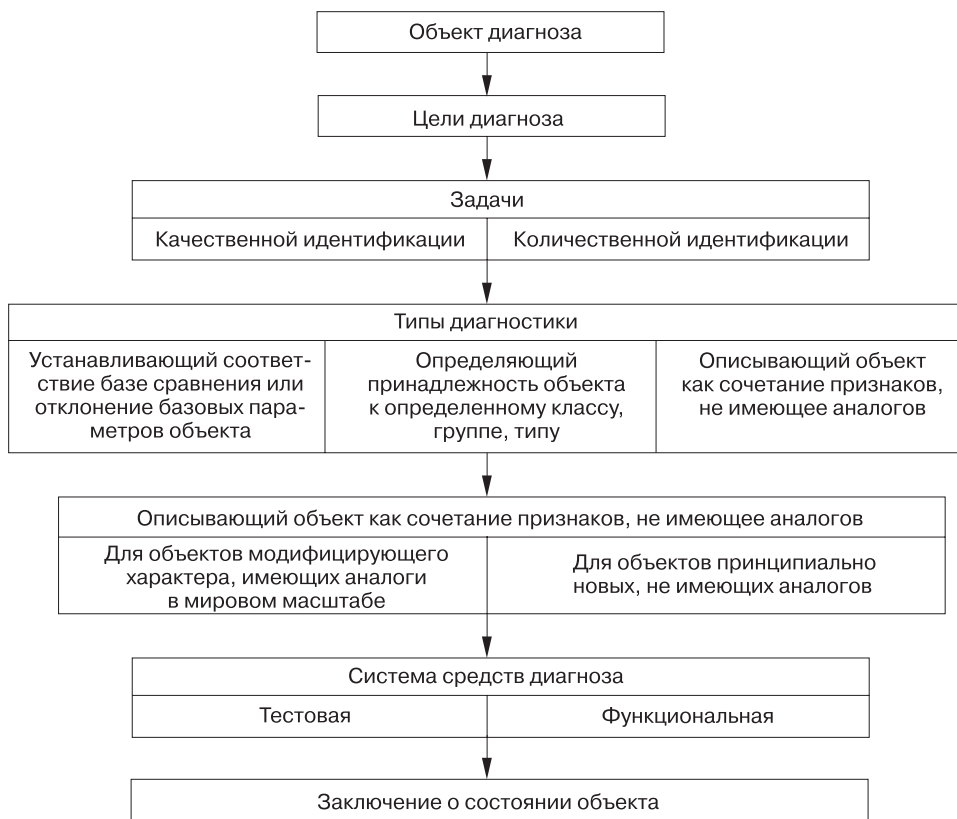 Объект диагноза
Цели диагноза
Задачи
Качественной идентификации
Количественной идентификации
Типы диагностики
Устанавливающий соответ-
ствие базе сравнения или
отклонение базовых пара-
метров объекта
Определяющий
принадлежность объекта
к определенному классу,
группе, типу
Описывающий объект
как сочетание признаков,
не имеющее аналогов
Описывающий объект как сочетание признаков, не имеющее аналогов
Для объектов модифицирующего
характера, имеющих аналоги
в мировом масштабе
Для объектов принципиально
новых, не имеющих аналогов
Система средств диагноза
Тестовая
Функциональная
Заключение о состоянии объекта